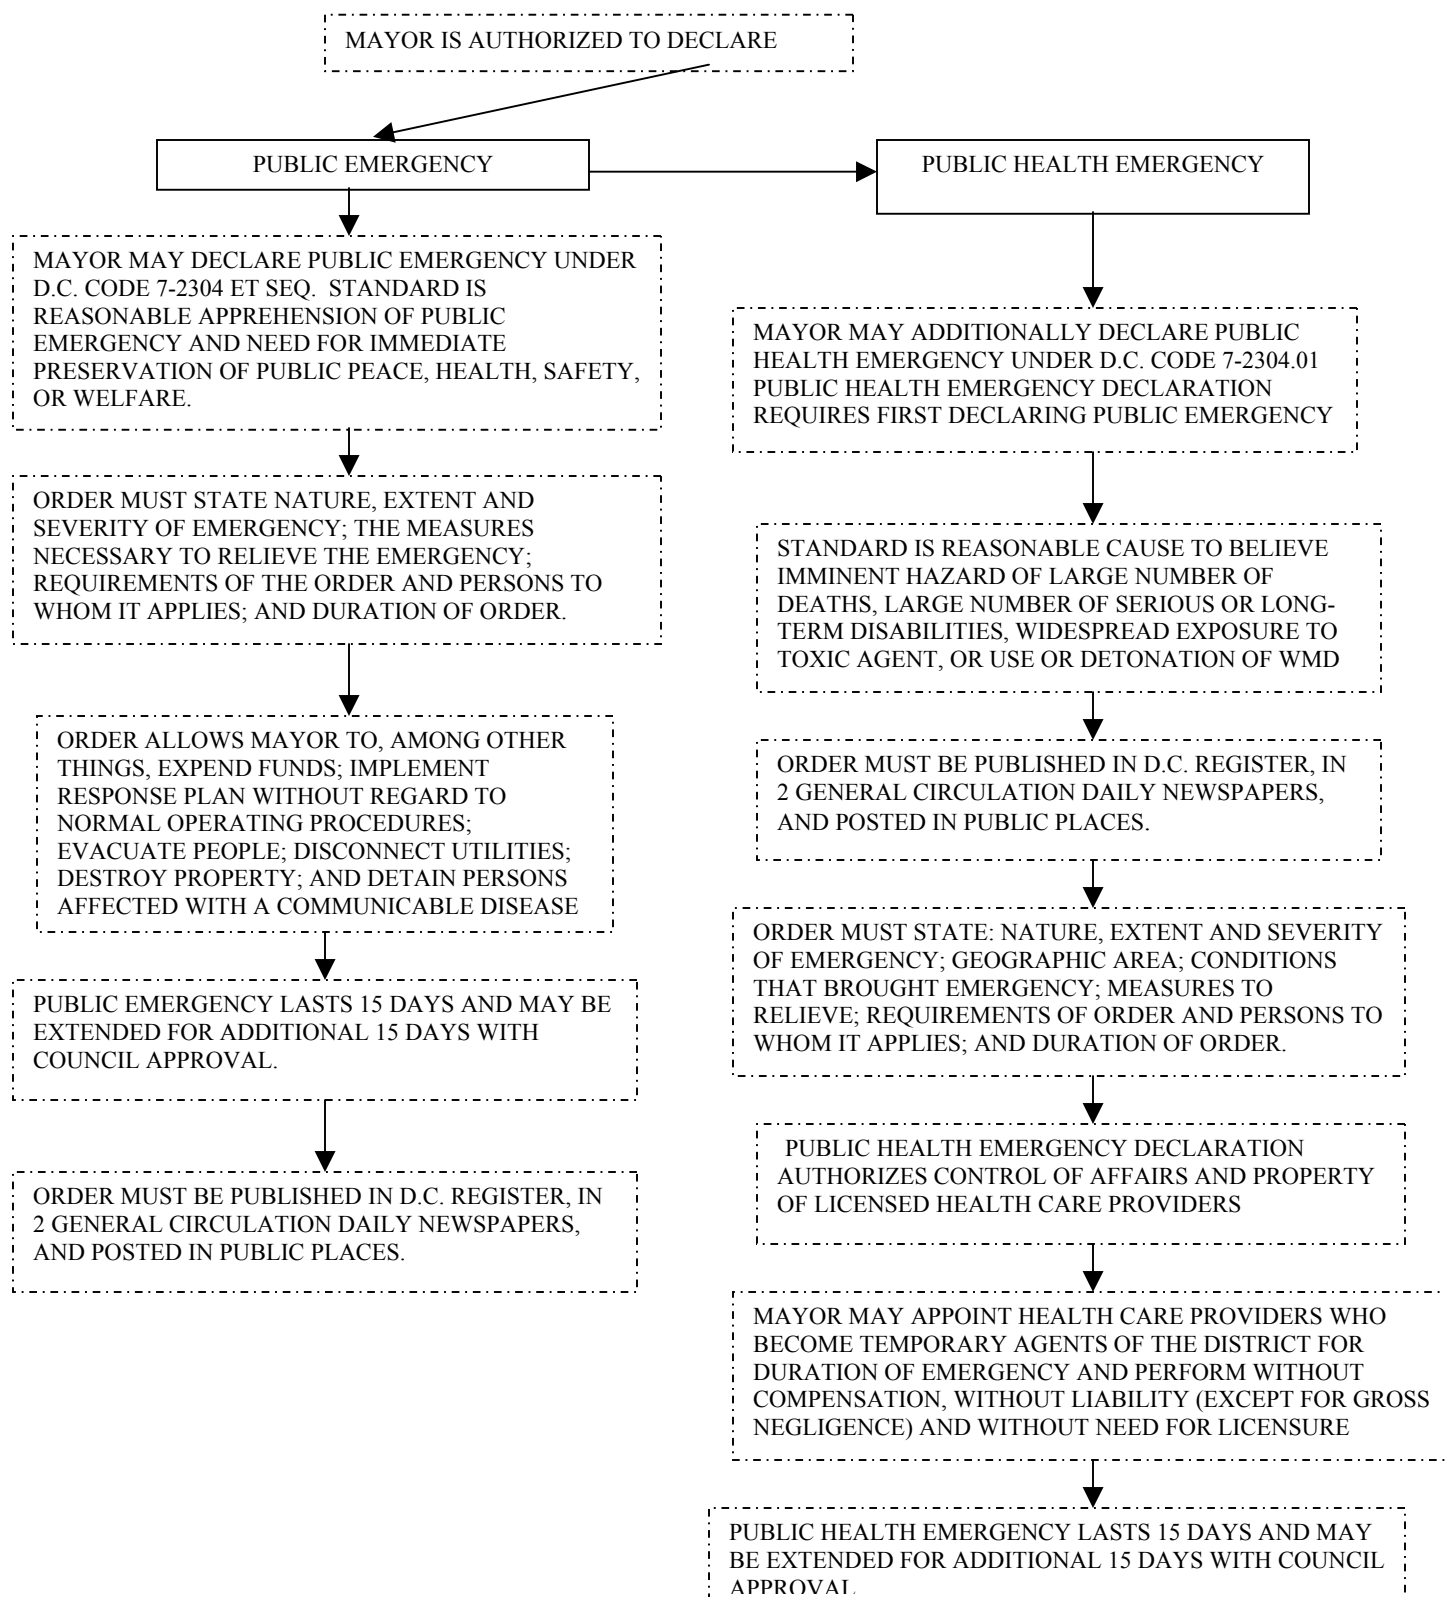 MAYOR IS AUTHORIZED TO DECLARE
PUBLIC EMERGENCY
MAYOR MAY DECLARE PUBLIC EMERGENCY UNDER
D.C. CODE 7-2304 ET SEQ.  STANDARD IS
REASONABLE APPREHENSION OF PUBLIC
EMERGENCY AND NEED FOR IMMEDIATE
PRESERVATION OF PUBLIC PEACE, HEALTH, SAFETY,
OR WELFARE.
ORDER MUST STATE NATURE, EXTENT AND
SEVERITY OF EMERGENCY; THE MEASURES
NECESSARY TO RELIEVE THE EMERGENCY;
REQUIREMENTS OF THE ORDER AND PERSONS TO
WHOM IT APPLIES; AND DURATION OF ORDER.
ORDER ALLOWS MAYOR TO, AMONG OTHER
THINGS, EXPEND FUNDS; IMPLEMENT
RESPONSE PLAN WITHOUT REGARD TO
NORMAL OPERATING PROCEDURES;
EVACUATE PEOPLE; DISCONNECT UTILITIES;
DESTROY PROPERTY; AND DETAIN PERSONS
AFFECTED WITH A COMMUNICABLE DISEASE
PUBLIC EMERGENCY LASTS 15 DAYS AND MAY BE
EXTENDED FOR ADDITIONAL 15 DAYS WITH
COUNCIL APPROVAL.
ORDER MUST BE PUBLISHED IN D.C. REGISTER, IN
2 GENERAL CIRCULATION DAILY NEWSPAPERS,
AND POSTED IN PUBLIC PLACES.
PUBLIC HEALTH EMERGENCY
MAYOR MAY ADDITIONALLY DECLARE PUBLIC
HEALTH EMERGENCY UNDER D.C. CODE 7-2304.01
PUBLIC HEALTH EMERGENCY DECLARATION
REQUIRES FIRST DECLARING PUBLIC EMERGENCY
STANDARD IS REASONABLE CAUSE TO BELIEVE
IMMINENT HAZARD OF LARGE NUMBER OF
DEATHS, LARGE NUMBER OF SERIOUS OR LONG-
TERM DISABILITIES, WIDESPREAD EXPOSURE TO
TOXIC AGENT, OR USE OR DETONATION OF WMD
ORDER MUST BE PUBLISHED IN D.C. REGISTER, IN
2 GENERAL CIRCULATION DAILY NEWSPAPERS,
AND POSTED IN PUBLIC PLACES.
ORDER MUST STATE: NATURE, EXTENT AND SEVERITY
OF EMERGENCY; GEOGRAPHIC AREA; CONDITIONS
THAT BROUGHT EMERGENCY; MEASURES TO
RELIEVE; REQUIREMENTS OF ORDER AND PERSONS TO
WHOM IT APPLIES; AND DURATION OF ORDER.
PUBLIC HEALTH EMERGENCY DECLARATION
AUTHORIZES CONTROL OF AFFAIRS AND PROPERTY
OF LICENSED HEALTH CARE PROVIDERS
MAYOR MAY APPOINT HEALTH CARE PROVIDERS WHO
BECOME TEMPORARY AGENTS OF THE DISTRICT FOR
DURATION OF EMERGENCY AND PERFORM WITHOUT
COMPENSATION, WITHOUT LIABILITY (EXCEPT FOR GROSS
NEGLIGENCE) AND WITHOUT NEED FOR LICENSURE
PUBLIC HEALTH EMERGENCY LASTS 15 DAYS AND MAY
BE EXTENDED FOR ADDITIONAL 15 DAYS WITH COUNCIL
APPROVAL